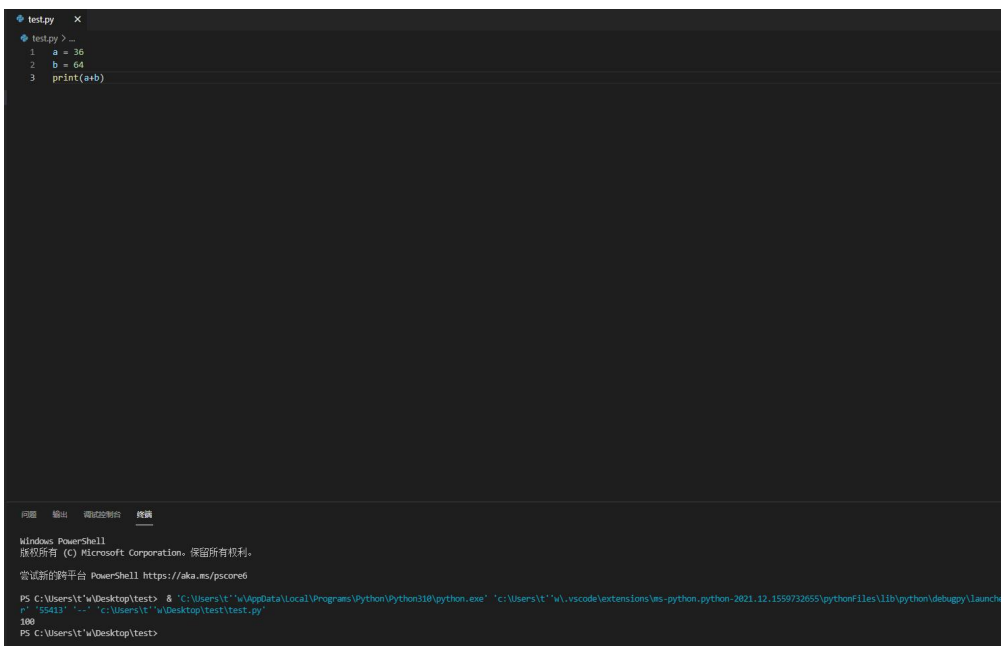 test.py
test.py > ...
1 a = 36
2 b = 64
3 print(a+b)
问题 输出 调试控制台 终端
Windows PowerShell
版权所有 (C) Microsoft Corporation。保留所有权利。
尝试新的跨平台 PowerShell https://aka.ms/pscore6
PS C:\Users\t'w\Desktop\test>  & 'C:\Users\t''w\AppData\Local\Programs\Python\Python310\python.exe' 'c:\Users\t''w\.vscode\extensions\ms-python.python-2021.12.1559732655\pythonFiles\lib\python\debugpy\launche
r' '55413' '--' 'c:\Users\t''w\Desktop\test\test.py'
100
PS C:\Users\t'w\Desktop\test>